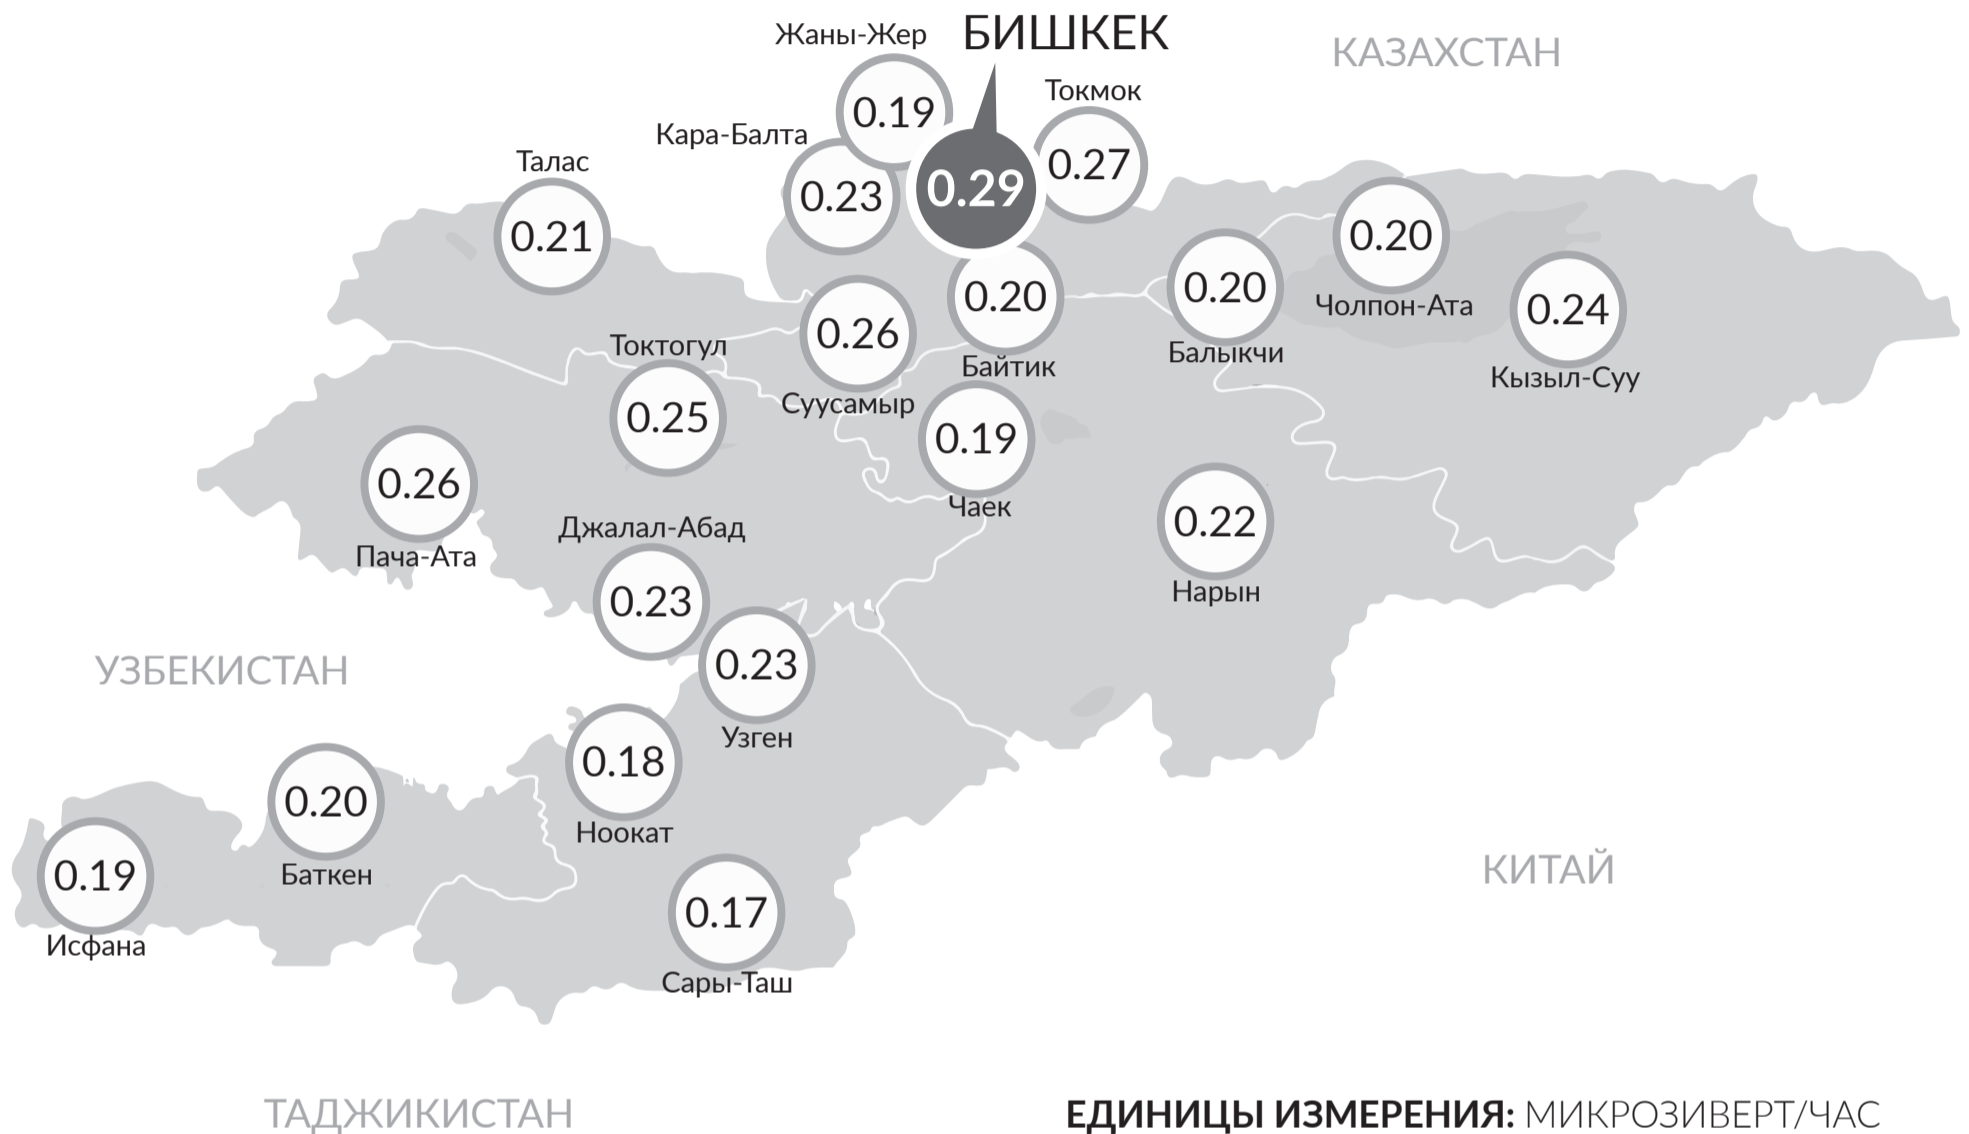 БИШКЕК
Жаны-Жер
КАЗАХСТАН
Токмок
0.19
Кара-Балта
Талас
0.27
0.29
0.23
0.21
0.20
Чолпон-Ата
0.20
Балыкчи
0.20
Байтик
0.24
Кызыл-Суу
0.26
Суусамыр
Токтогул
0.25
0.19
Чаек
0.26
Пача-Ата
0.22
Нарын
Джалал-Абад
0.23
0.23
Узген
УЗБЕКИСТАН
0.18
Ноокат
0.20
Баткен
0.19
Исфана
КИТАЙ
0.17
Сары-Таш
ТАДЖИКИСТАН
ЕДИНИЦЫ ИЗМЕРЕНИЯ: МИКРОЗИВЕРТ/ЧАС